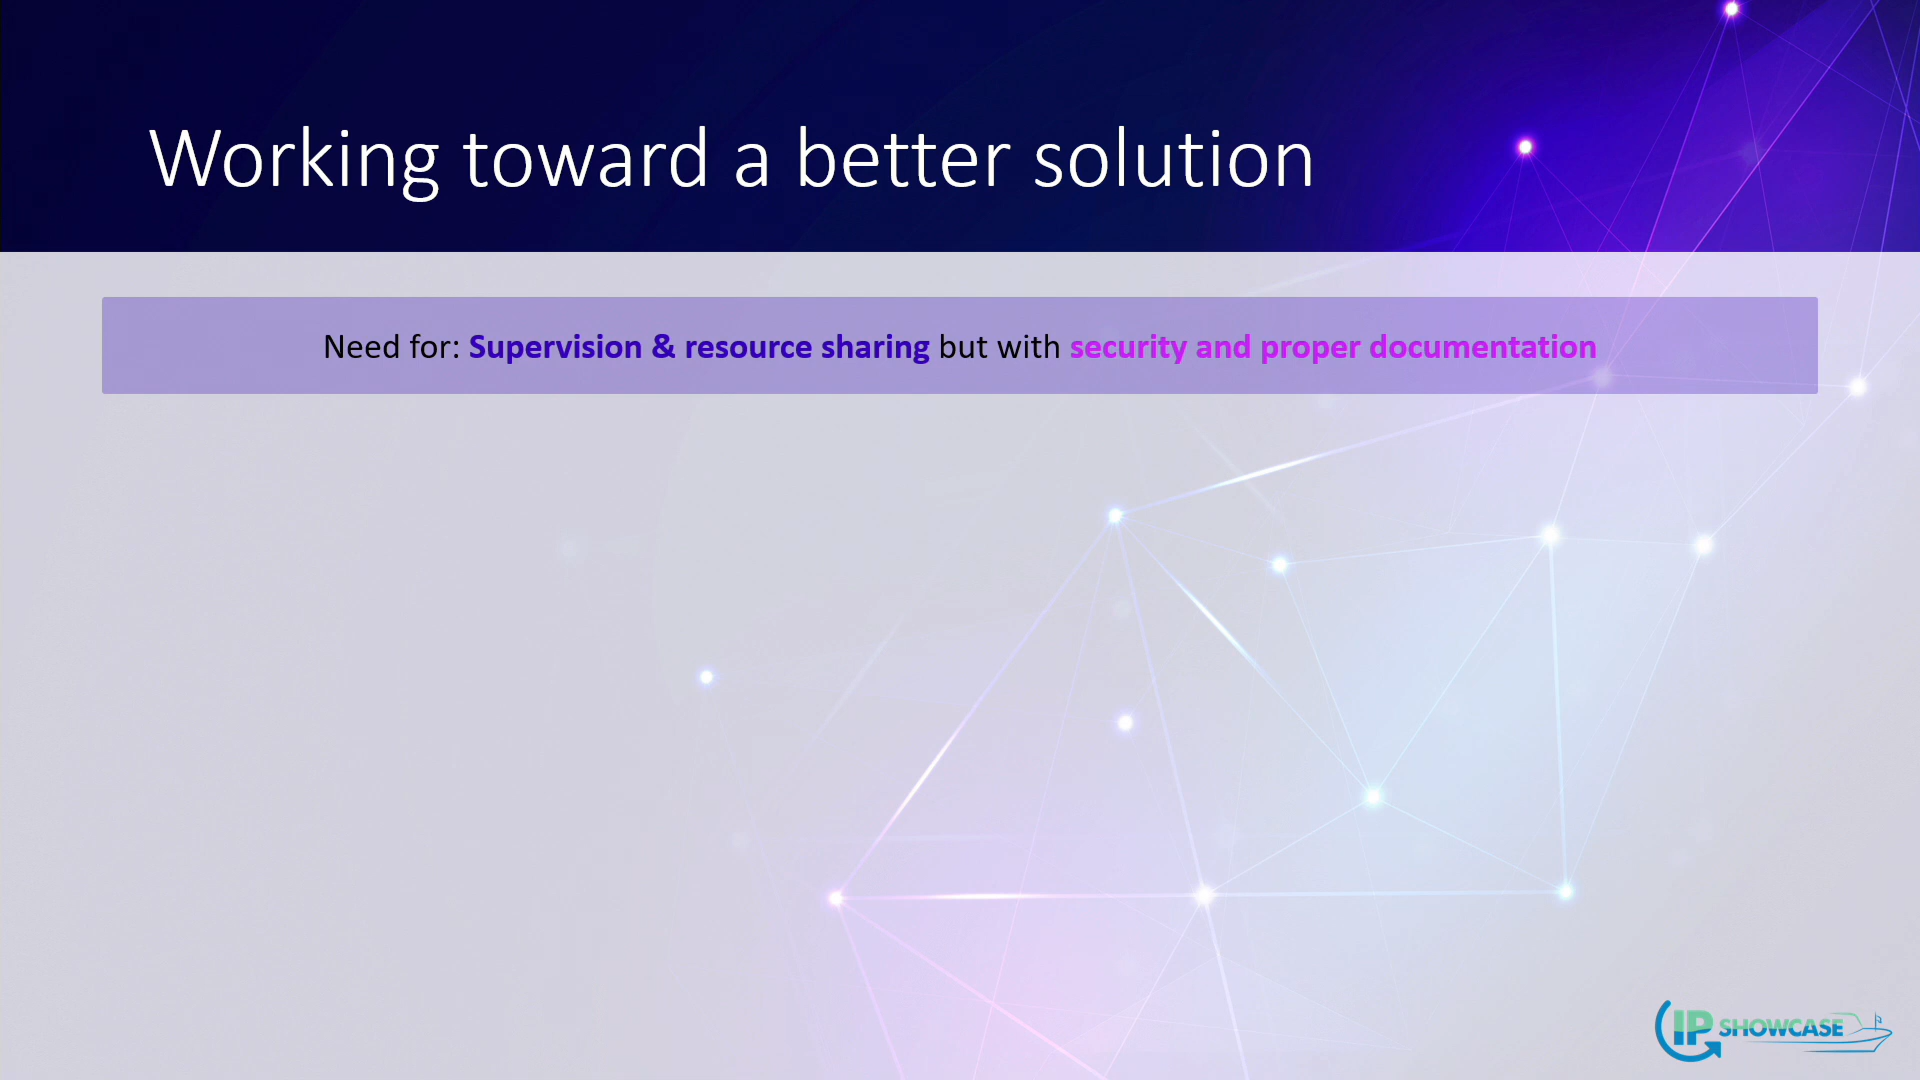 Working toward a better solution
Need for: Supervision & resource sharing but with security and proper documentation
IP SHOWCASE